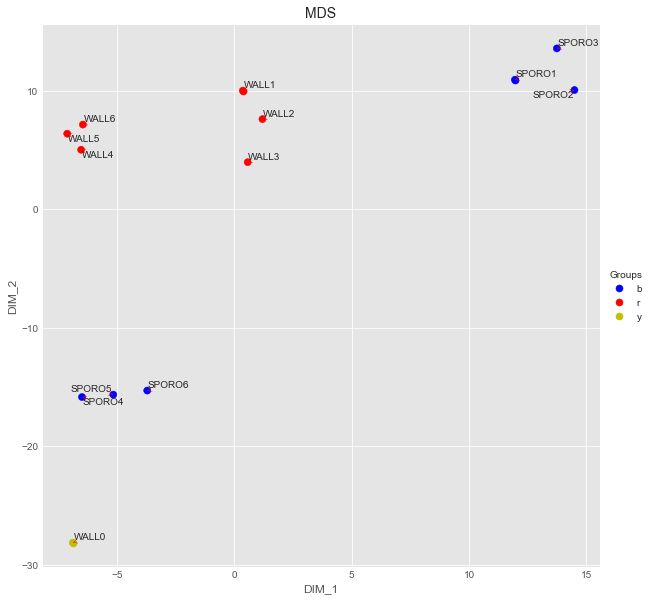 MDS
SPORO3
SPORO1
SPORO2
WALL1
WALL2
WALL3
WALL6
WALL5
WALL4
SPORO5
SPORO4
SPORO6
WALL0
10
0
−10
−20
−30
DIM_2
−5
0
5
10
15
DIM_1
Groups
b
r
y